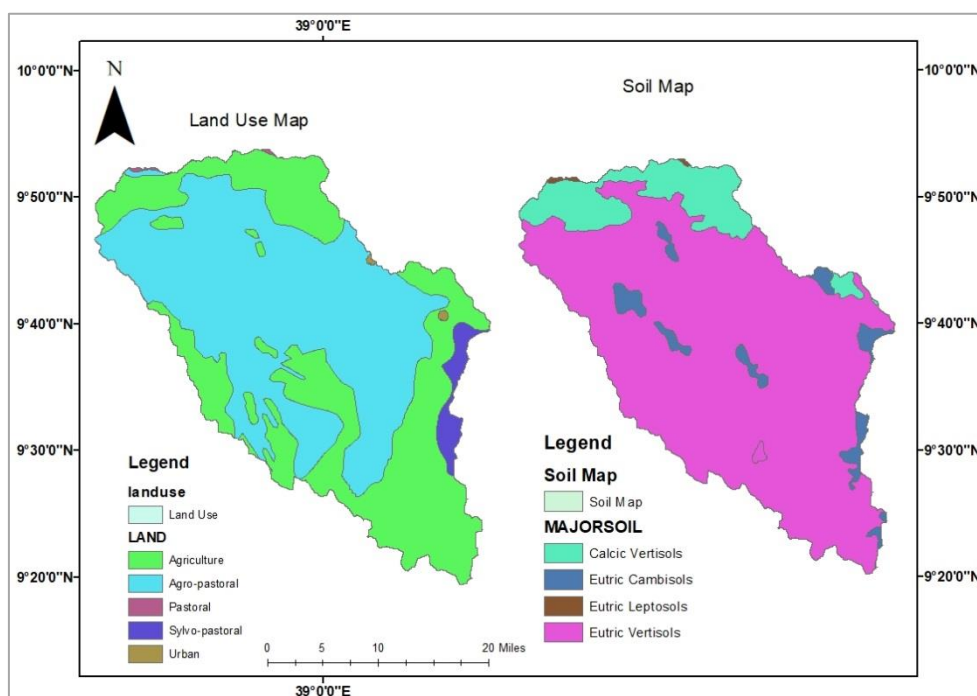 39°0'0"E
10°0'0"N
10°0'0"N
N
Land Use Map
Soil Map
9°50'0"N
9°50'0"N
9°40'0"N
9°40'0"N
9°30'0"N
9°30'0"N
9°20'0"N
9°20'0"N
Legend
landuse
Land Use
LAND
Agriculture
Agro-pastoral
Pastoral
Sylvo-pastoral
Urban
0 5 10 20 Miles
Legend
Soil Map
Soil Map
MAJORSOIL
Calcic Vertisols
Eutric Cambisols
Eutric Leptosols
Eutric Vertisols
39°0'0"E